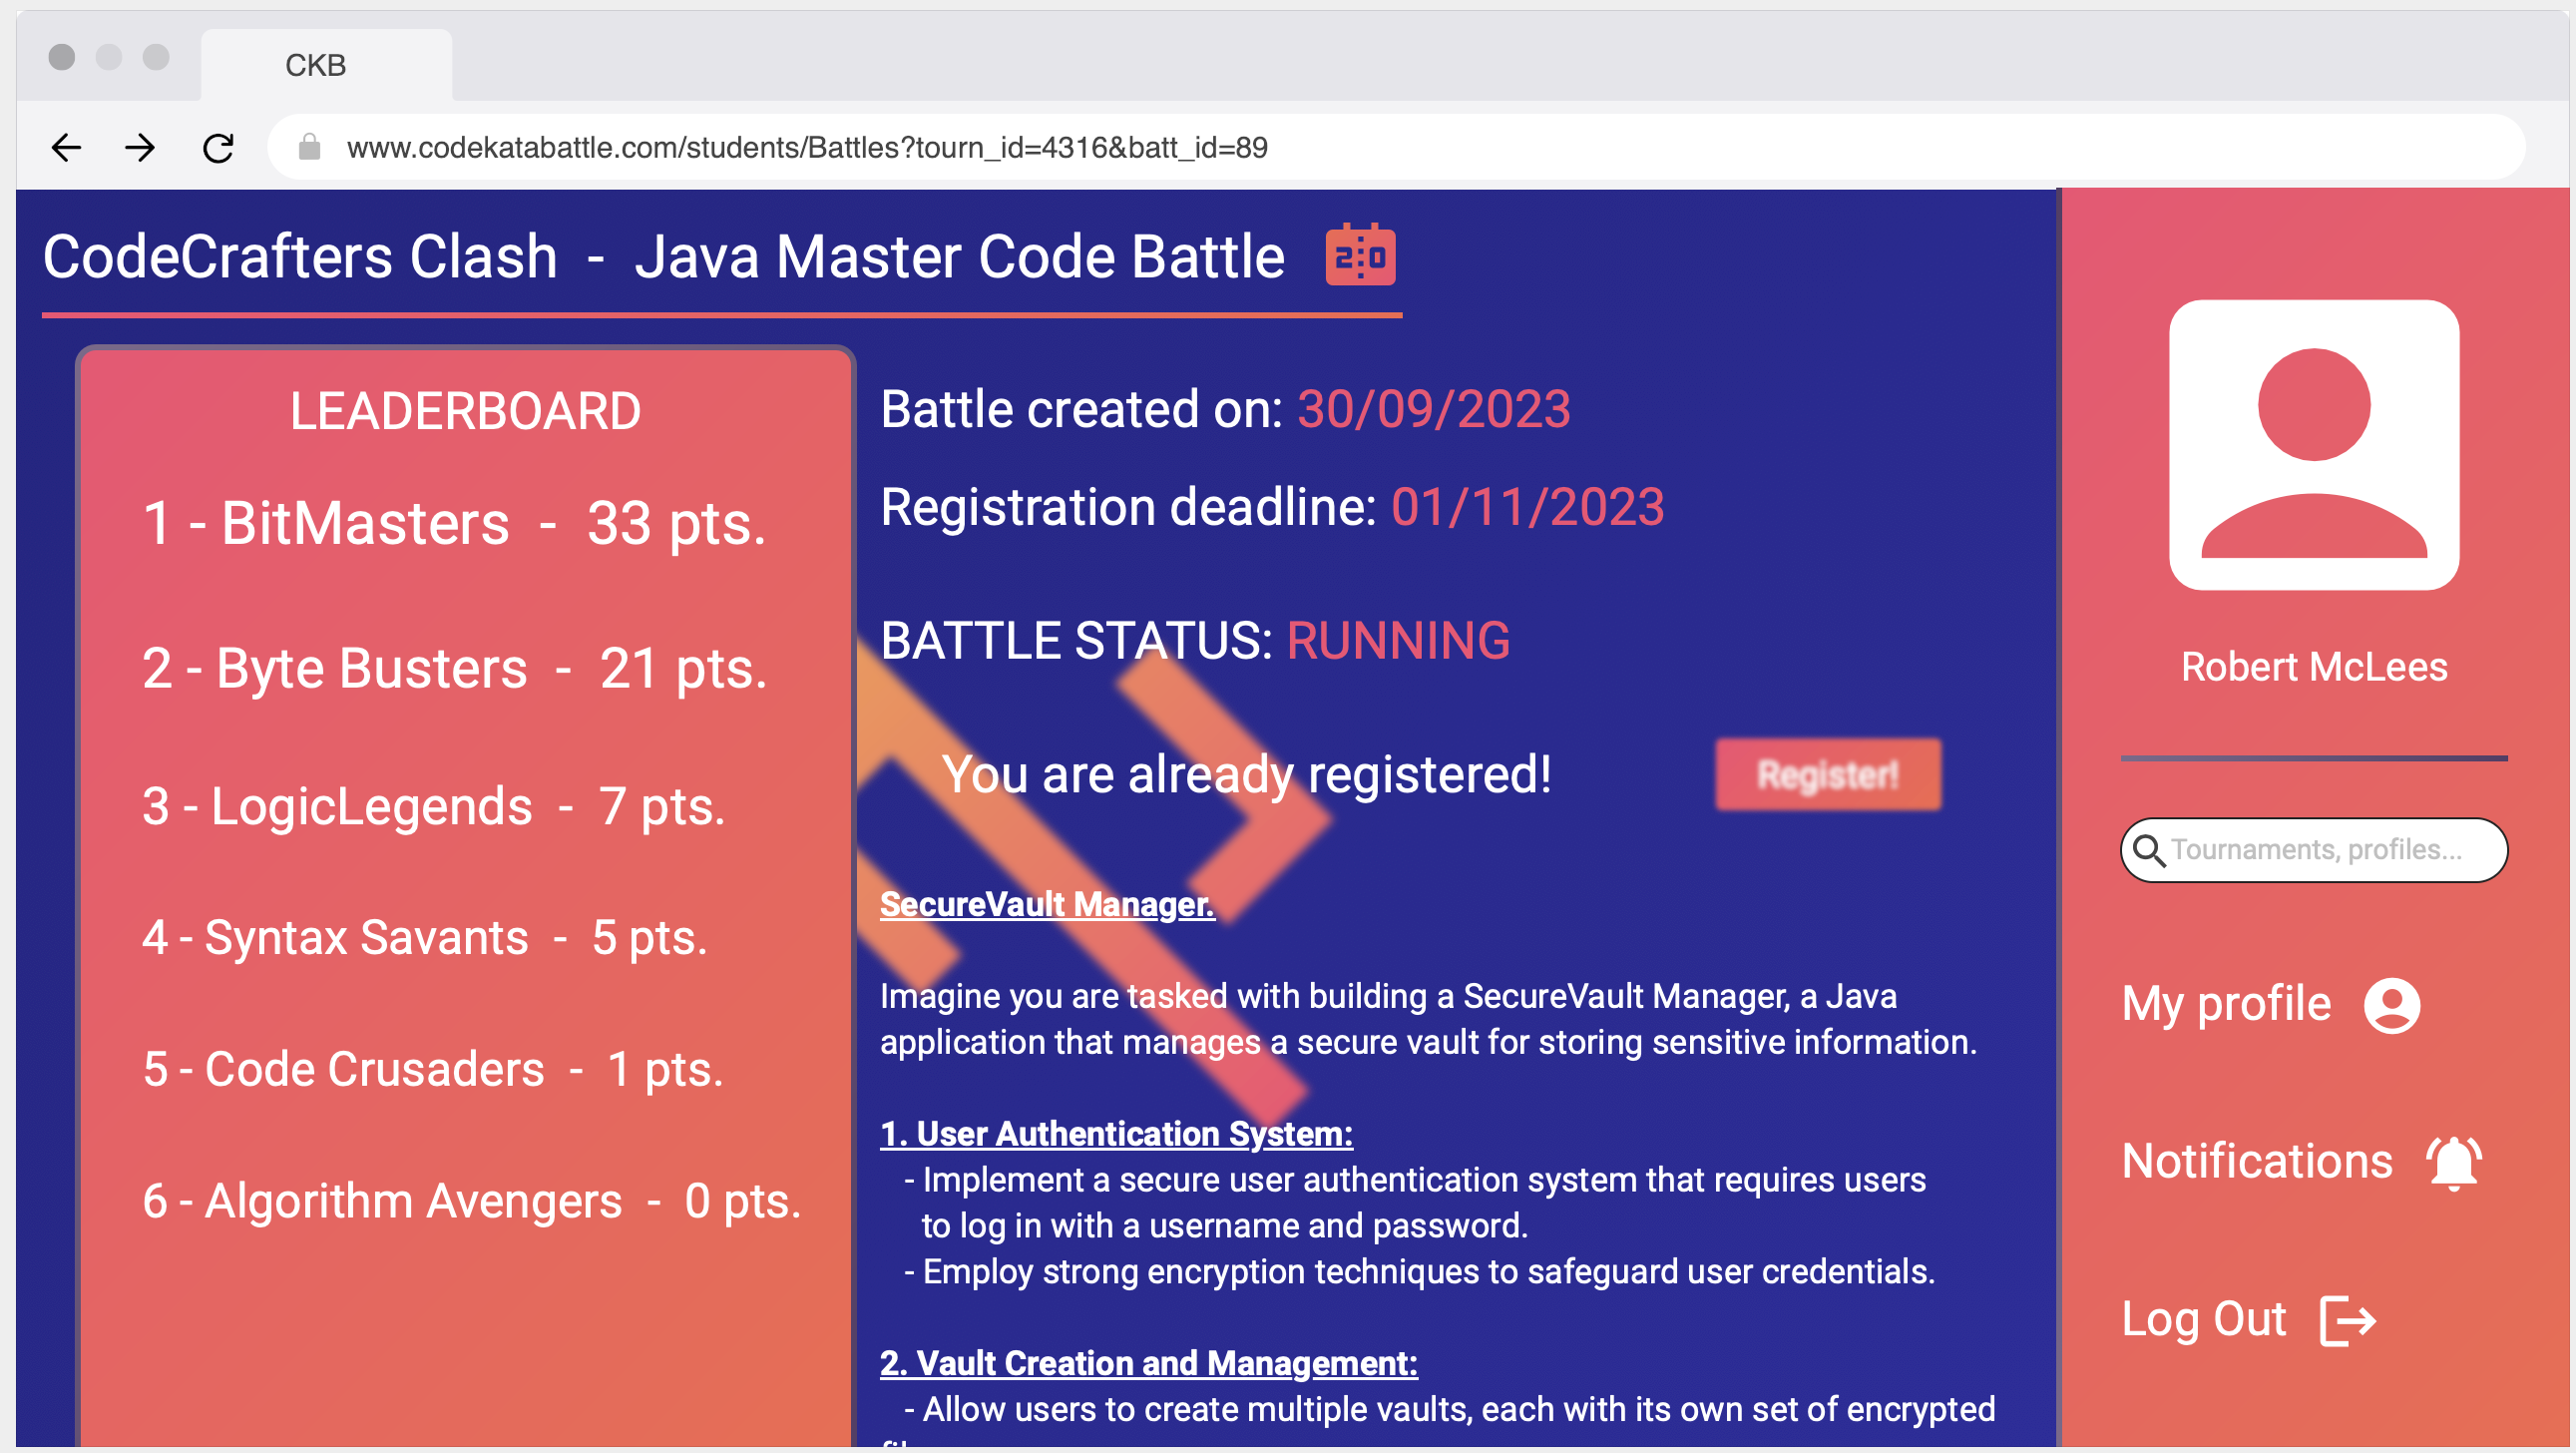 CKB
www.codekatabattle.com/students/Battles?tourn_id=4316&batt_id=89
CodeCrafters Clash - Java Master Code Battle 2:0
LEADERBOARD
1 - BitMasters - 33 pts.
2 - Byte Busters - 21 pts.
3 - LogicLegends - 7 pts.
4 - Syntax Savants - 5 pts.
5 - Code Crusaders - 1 pts.
6 - Algorithm Avengers - 0 pts.
Battle created on: 30/09/2023
Registration deadline: 01/11/2023
BATTLE STATUS: RUNNING
You are already registered!
Register!
SecureVault Manager.
Imagine you are tasked with building a SecureVault Manager, a Java
application that manages a secure vault for storing sensitive information.
1. User Authentication System:
- Implement a secure user authentication system that requires users
to log in with a username and password.
- Employ strong encryption techniques to safeguard user credentials.
2. Vault Creation and Management:
- Allow users to create multiple vaults, each with its own set of encrypted
Robert McLees
Tournaments, profiles...
My profile
Notifications
Log Out